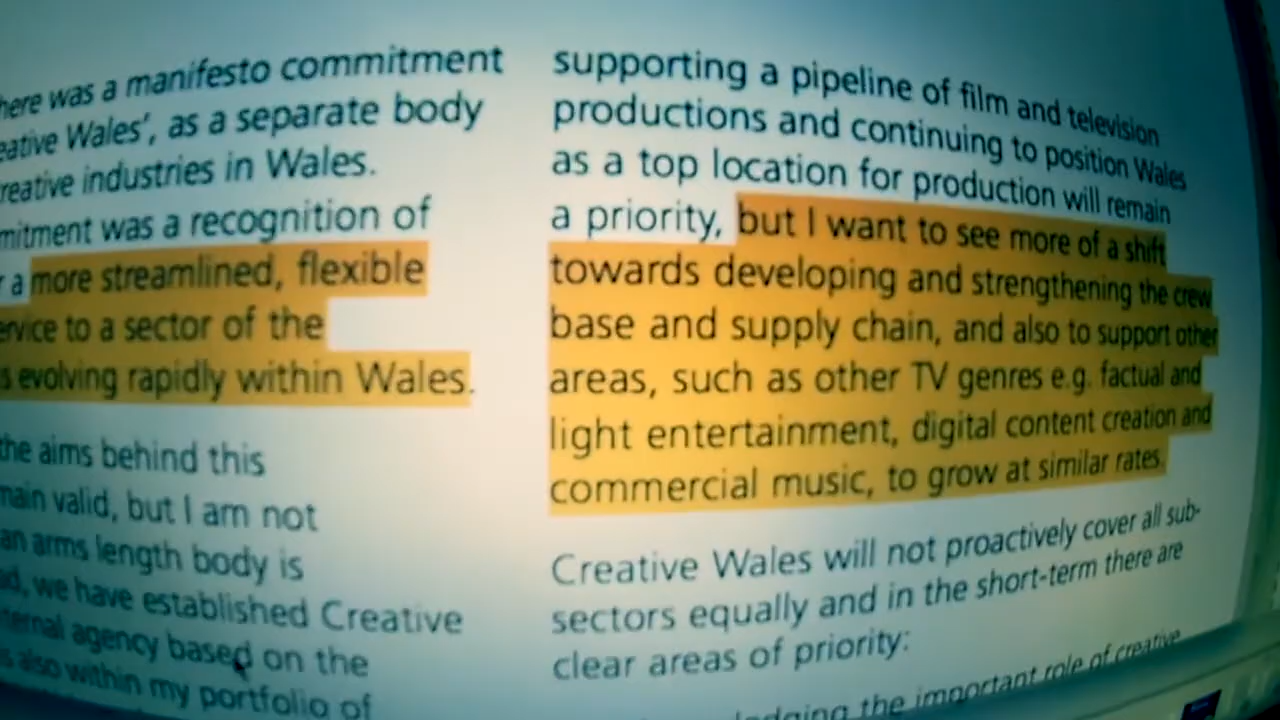 here was a manifesto commitment
eative Wales', as a separate body
reative industries in Wales.
mitment was a recognition of
r a more streamlined, flexible
ervice to a sector of the
s evolving rapidly within Wales.
the aims behind this
main valid, but I am not
an arms length body is
ed, we have established Creative
ternal agency based on the
s also within my portfolio of
supporting a pipeline of film and television
productions and continuing to position Wales
as a top location for production will remain
a priority, but I want to see more of a shift
towards developing and strengthening the crew
base and supply chain, and also to support other
areas, such as other TV genres e.g. factual and
light entertainment, digital content creation and
commercial music, to grow at similar rates.
Creative Wales will not proactively cover all sub-
sectors equally and in the short-term there are
clear areas of priority:
the important role of creative